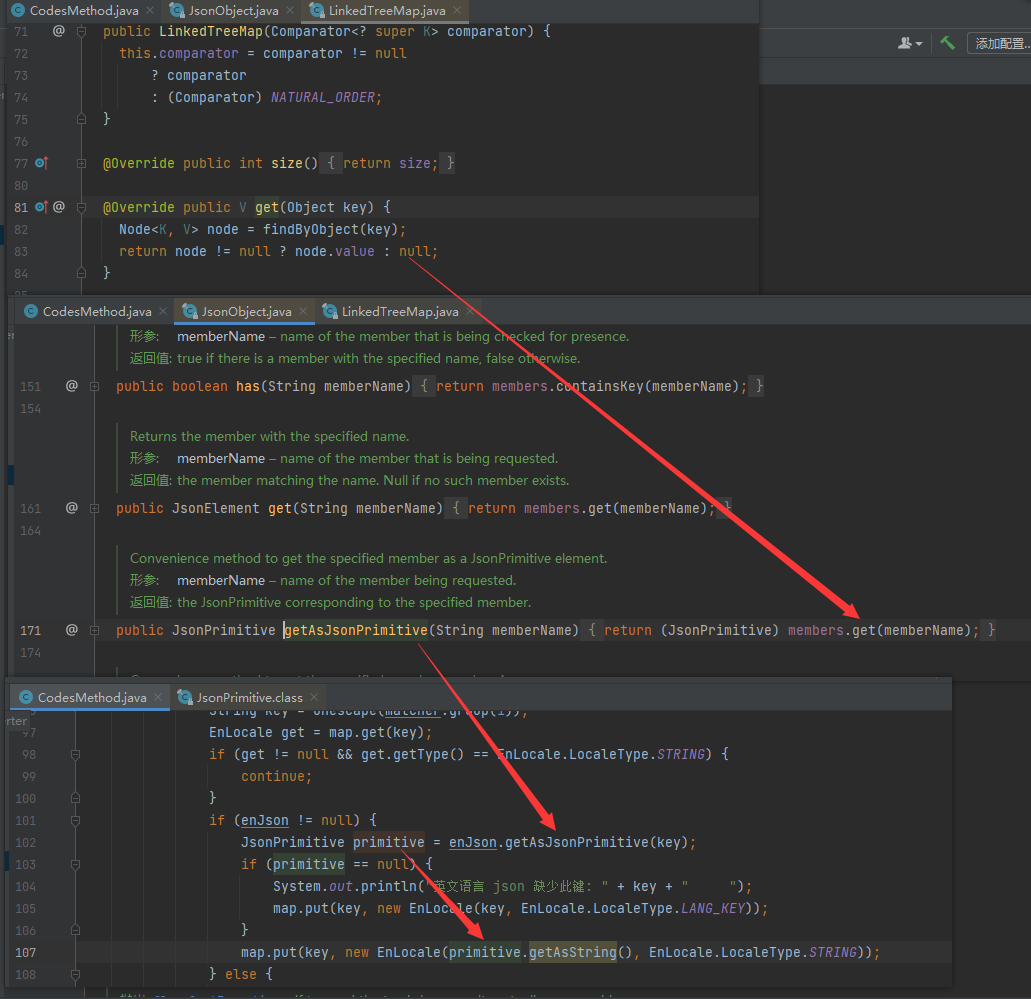 CodesMethod.java JsonObject.java LinkedTreeMap.java
添加配置...
71 @ public LinkedTreeMap(Comparator<? super K> comparator) {
72 this.comparator = comparator != null
73 ? comparator
74 : (Comparator) NATURAL_ORDER;
75 }
76
77 @Override public int size() { return size; }
80
81 @ @Override public V get(Object key) {
82 Node<K, V> node = findByObject(key);
83 return node != null ? node.value : null;
84 }
CodesMethod.java JsonObject.java LinkedTreeMap.java
形参: memberName – name of the member that is being checked for presence.
返回值: true if there is a member with the specified name, false otherwise.
151 @ public boolean has(String memberName) { return members.containsKey(memberName); }
154
Returns the member with the specified name.
形参: memberName – name of the member that is being requested.
返回值: the member matching the name. Null if no such member exists.
161 @ public JsonElement get(String memberName) { return members.get(memberName); }
164
Convenience method to get the specified member as a JsonPrimitive element.
形参: memberName – name of the member being requested.
返回值: the JsonPrimitive corresponding to the specified member.
171 @ public JsonPrimitive getAsJsonPrimitive(String memberName) { return (JsonPrimitive) members.get(memberName); }
174
CodesMethod.java JsonPrimitive.class
rter
97 EnLocale get = map.get(key);
98 if (get != null && get.getType() == EnLocale.LocaleType.STRING) {
99 continue;
100 }
101 if (enJson != null) {
102 JsonPrimitive primitive = enJson.getAsJsonPrimitive(key);
103 if (primitive == null) {
104 System.out.println("英文语言 json 缺少此键: " + key + " ");
105 map.put(key, new EnLocale(key, EnLocale.LocaleType.LANG_KEY));
106 }
107 map.put(key, new EnLocale(primitive.getAsString(), EnLocale.LocaleType.STRING));
108 } else {